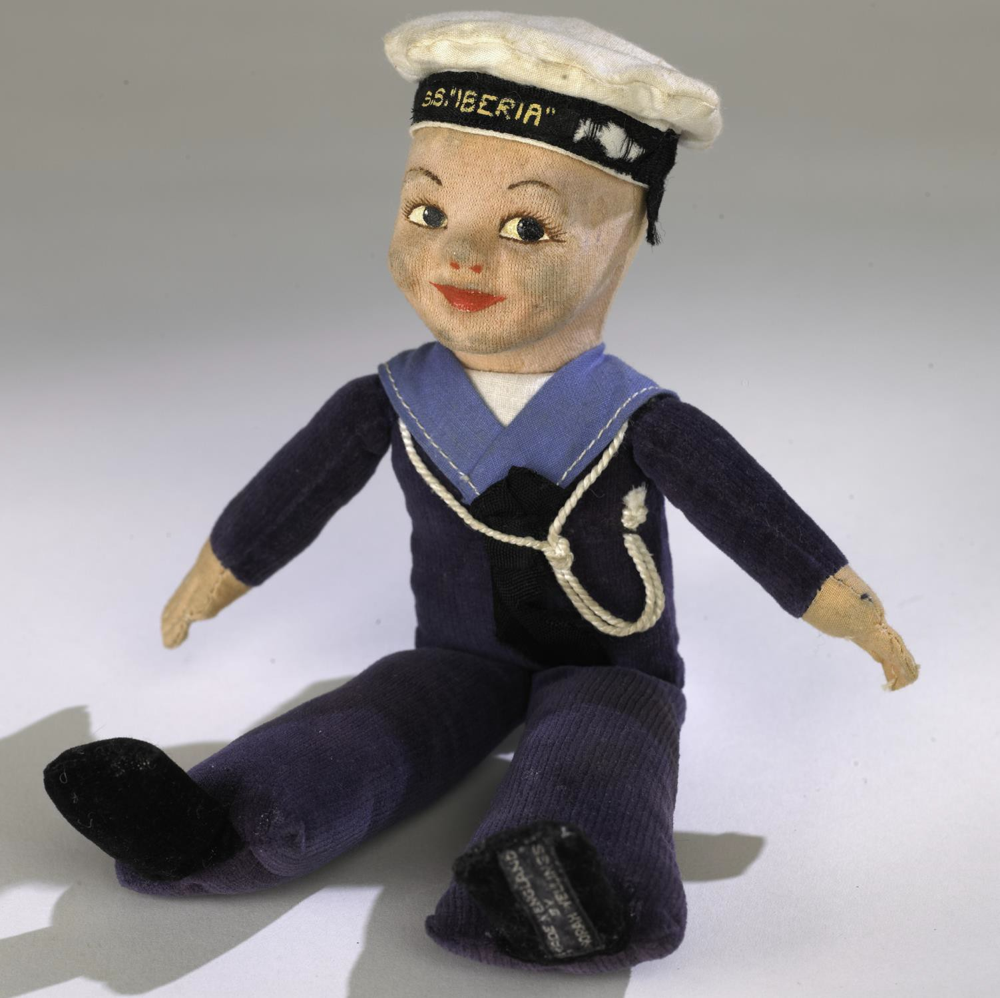 S.S. "IBERIA"
MADE IN ENGLAND
BY
NORAH WELLINGS